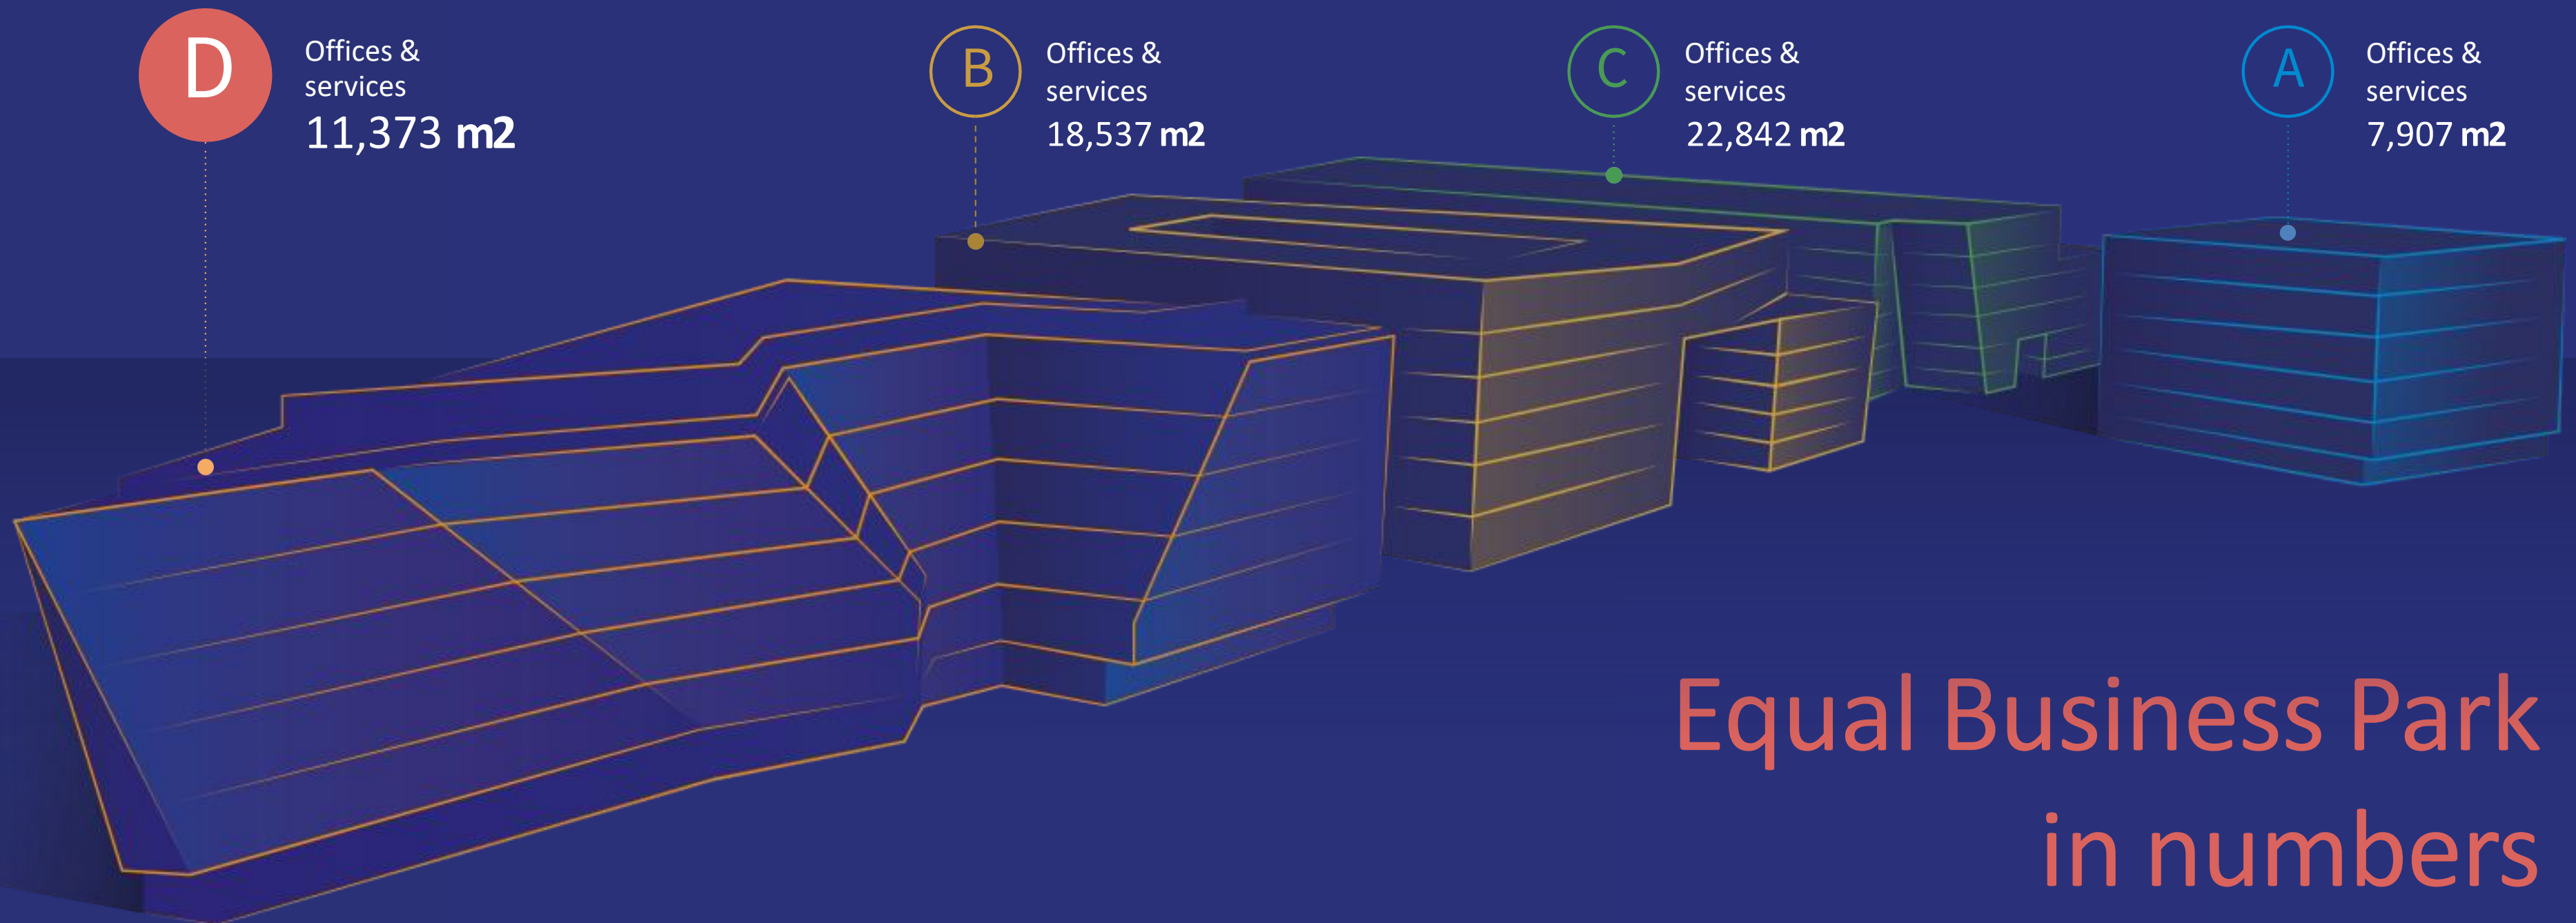 D
Offices &
services
11,373 m2
B
Offices &
services
18,537 m2
C
Offices &
services
22,842 m2
A
Offices &
services
7,907 m2
Equal Business Park
in numbers